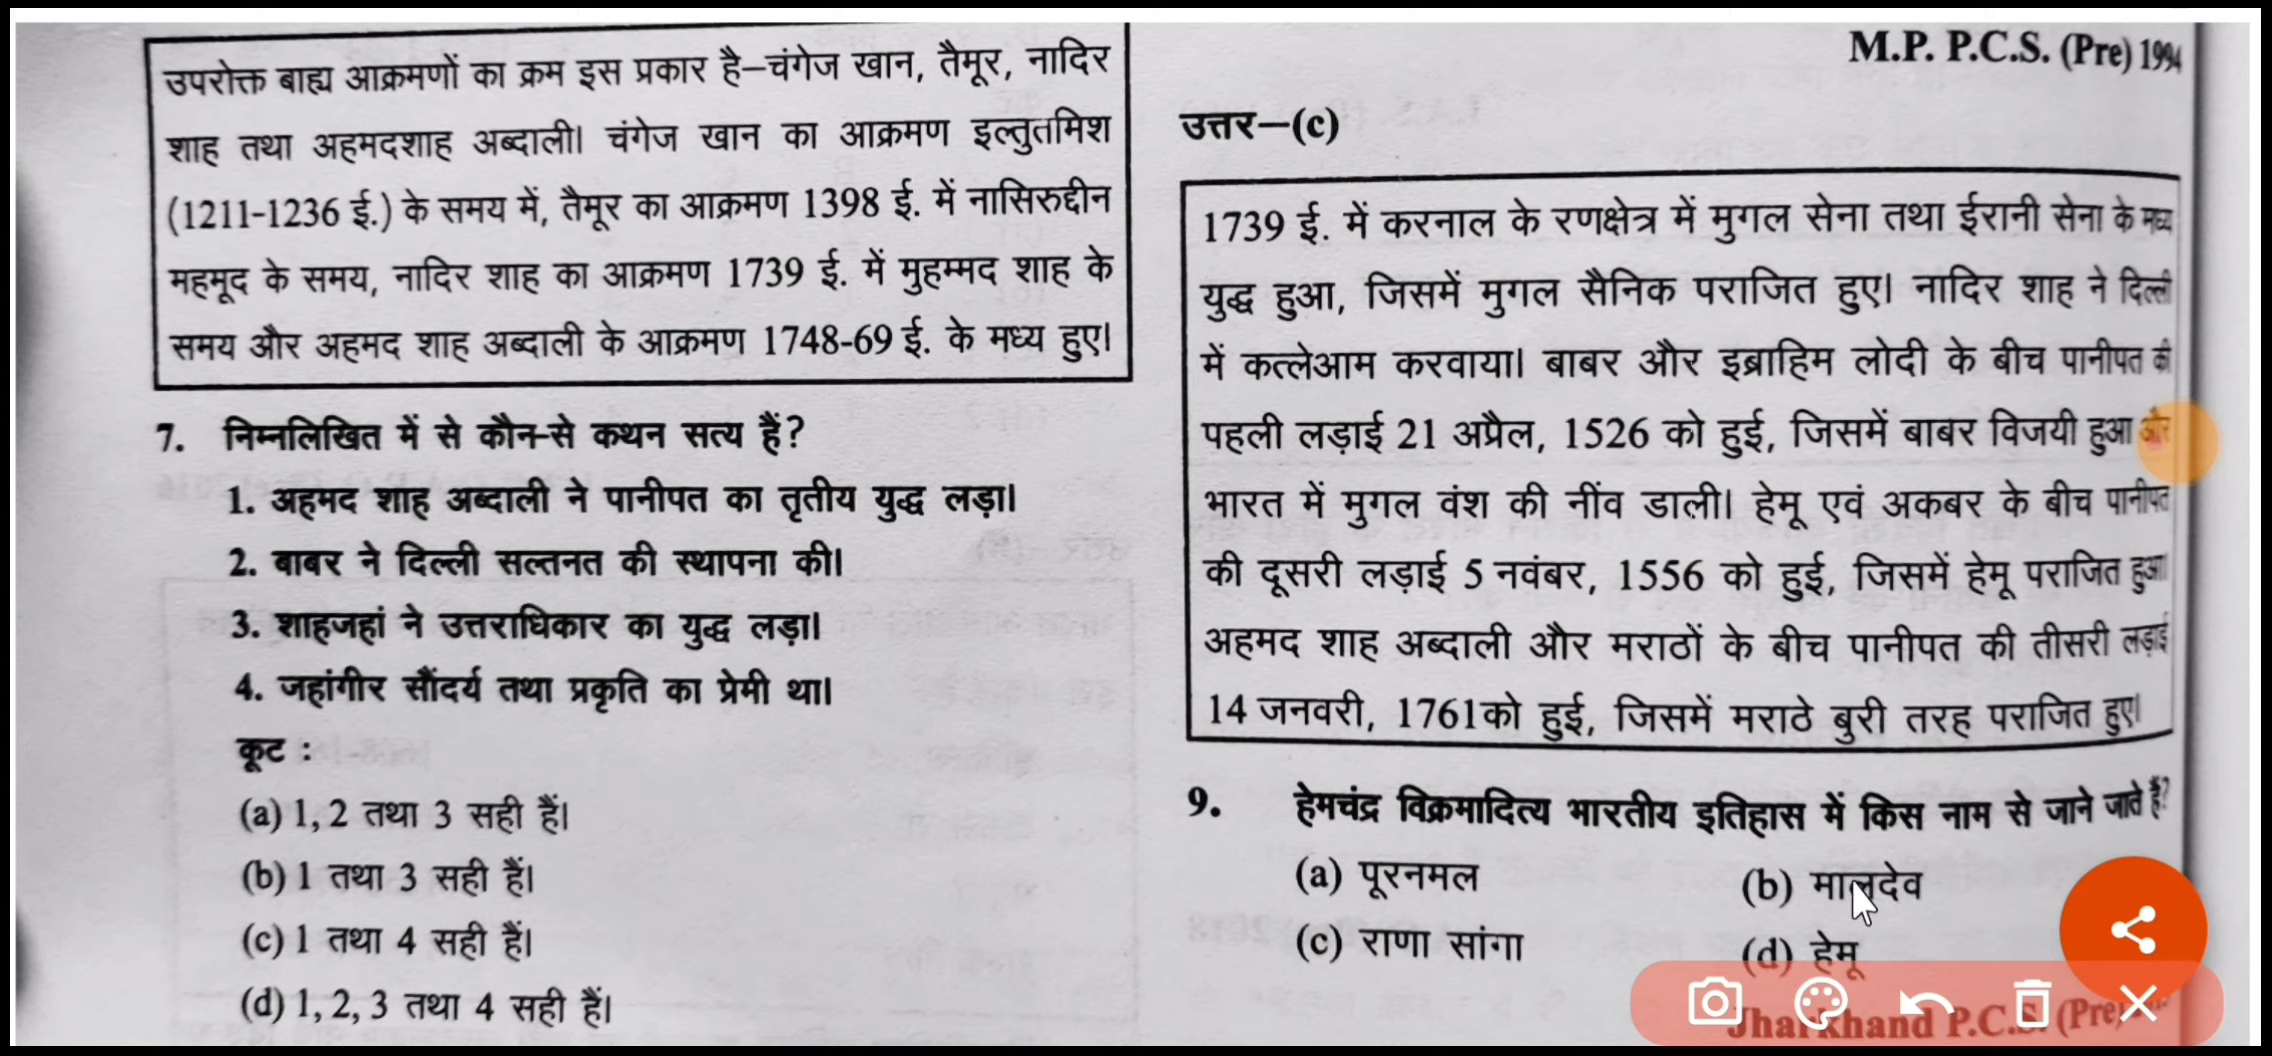 उपरोक्त बाह्य आक्रमणों का क्रम इस प्रकार है–चंगेज खान, तैमूर, नादिर
शाह तथा अहमदशाह अब्दाली। चंगेज खान का आक्रमण इल्तुतमिश
(1211-1236 ई.) के समय में, तैमूर का आक्रमण 1398 ई. में नासिरुद्दीन
महमूद के समय, नादिर शाह का आक्रमण 1739 ई. में मुहम्मद शाह के
समय और अहमद शाह अब्दाली के आक्रमण 1748-69 ई. के मध्य हुए।
7. निम्नलिखित में से कौन-से कथन सत्य हैं?
1. अहमद शाह अब्दाली ने पानीपत का तृतीय युद्ध लड़ा।
2. बाबर ने दिल्ली सल्तनत की स्थापना की।
3. शाहजहां ने उत्तराधिकार का युद्ध लड़ा।
4. जहांगीर सौंदर्य तथा प्रकृति का प्रेमी था।
कूट :
(a) 1, 2 तथा 3 सही हैं।
(b) 1 तथा 3 सही हैं।
(c) 1 तथा 4 सही हैं।
(d) 1, 2, 3 तथा 4 सही हैं।
M.P. P.C.S. (Pre) 1994
उत्तर—(c)
1739 ई. में करनाल के रणक्षेत्र में मुगल सेना तथा ईरानी सेना के मध्य
युद्ध हुआ, जिसमें मुगल सैनिक पराजित हुए। नादिर शाह ने दिल्ली
में कत्लेआम करवाया। बाबर और इब्राहिम लोदी के बीच पानीपत की
पहली लड़ाई 21 अप्रैल, 1526 को हुई, जिसमें बाबर विजयी हुआ और
भारत में मुगल वंश की नींव डाली। हेमू एवं अकबर के बीच पानीपत
की दूसरी लड़ाई 5 नवंबर, 1556 को हुई, जिसमें हेमू पराजित हुआ
अहमद शाह अब्दाली और मराठों के बीच पानीपत की तीसरी लड़ाई
14 जनवरी, 1761को हुई, जिसमें मराठे बुरी तरह पराजित हुए।
9. हेमचंद्र विक्रमादित्य भारतीय इतिहास में किस नाम से जाने जाते हैं?
(a) पूरनमल (b) मालदेव
(c) राणा सांगा (d) हेमू
Jharkhand P.C.S. (Pre)